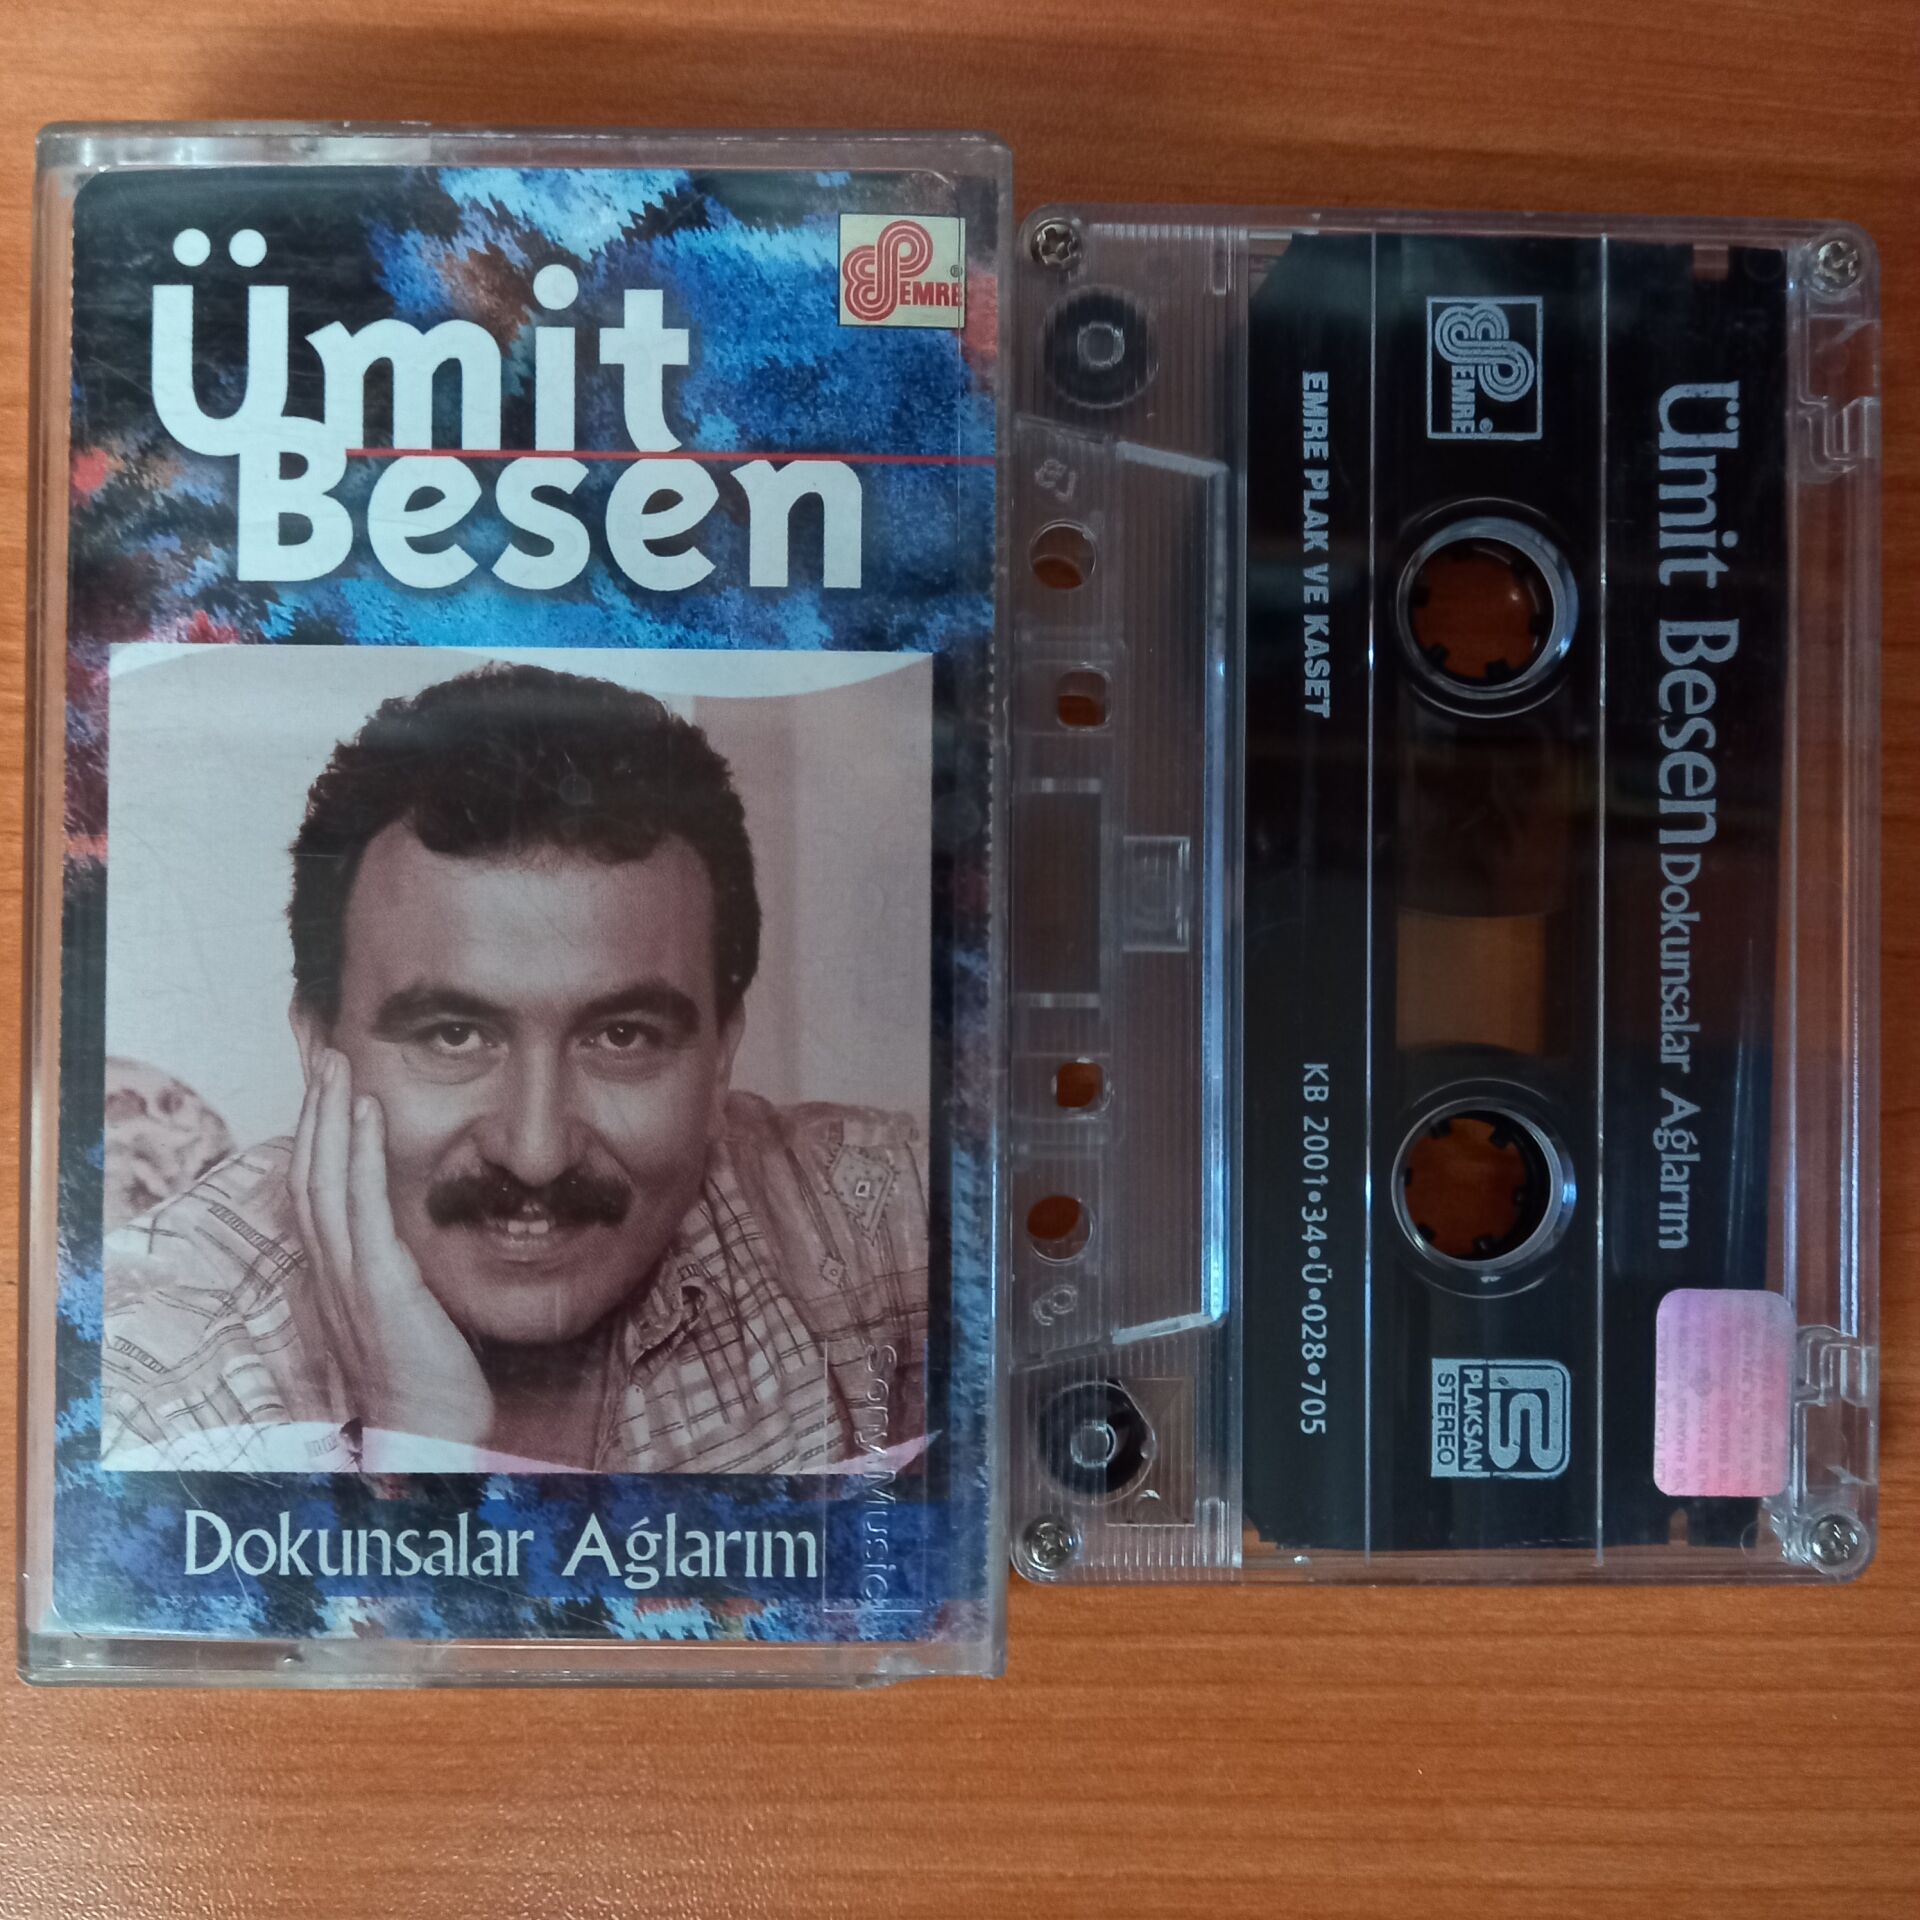 Ümit
Besen
EMRE
Dokunsalar Ağlarım
Sony Music
Ümit Besen Dokunsalar Ağlarım
EMRE
EMRE PLAK VE KASET
KB 2001•34•Ü•028•705
PLAKSAN
STEREO